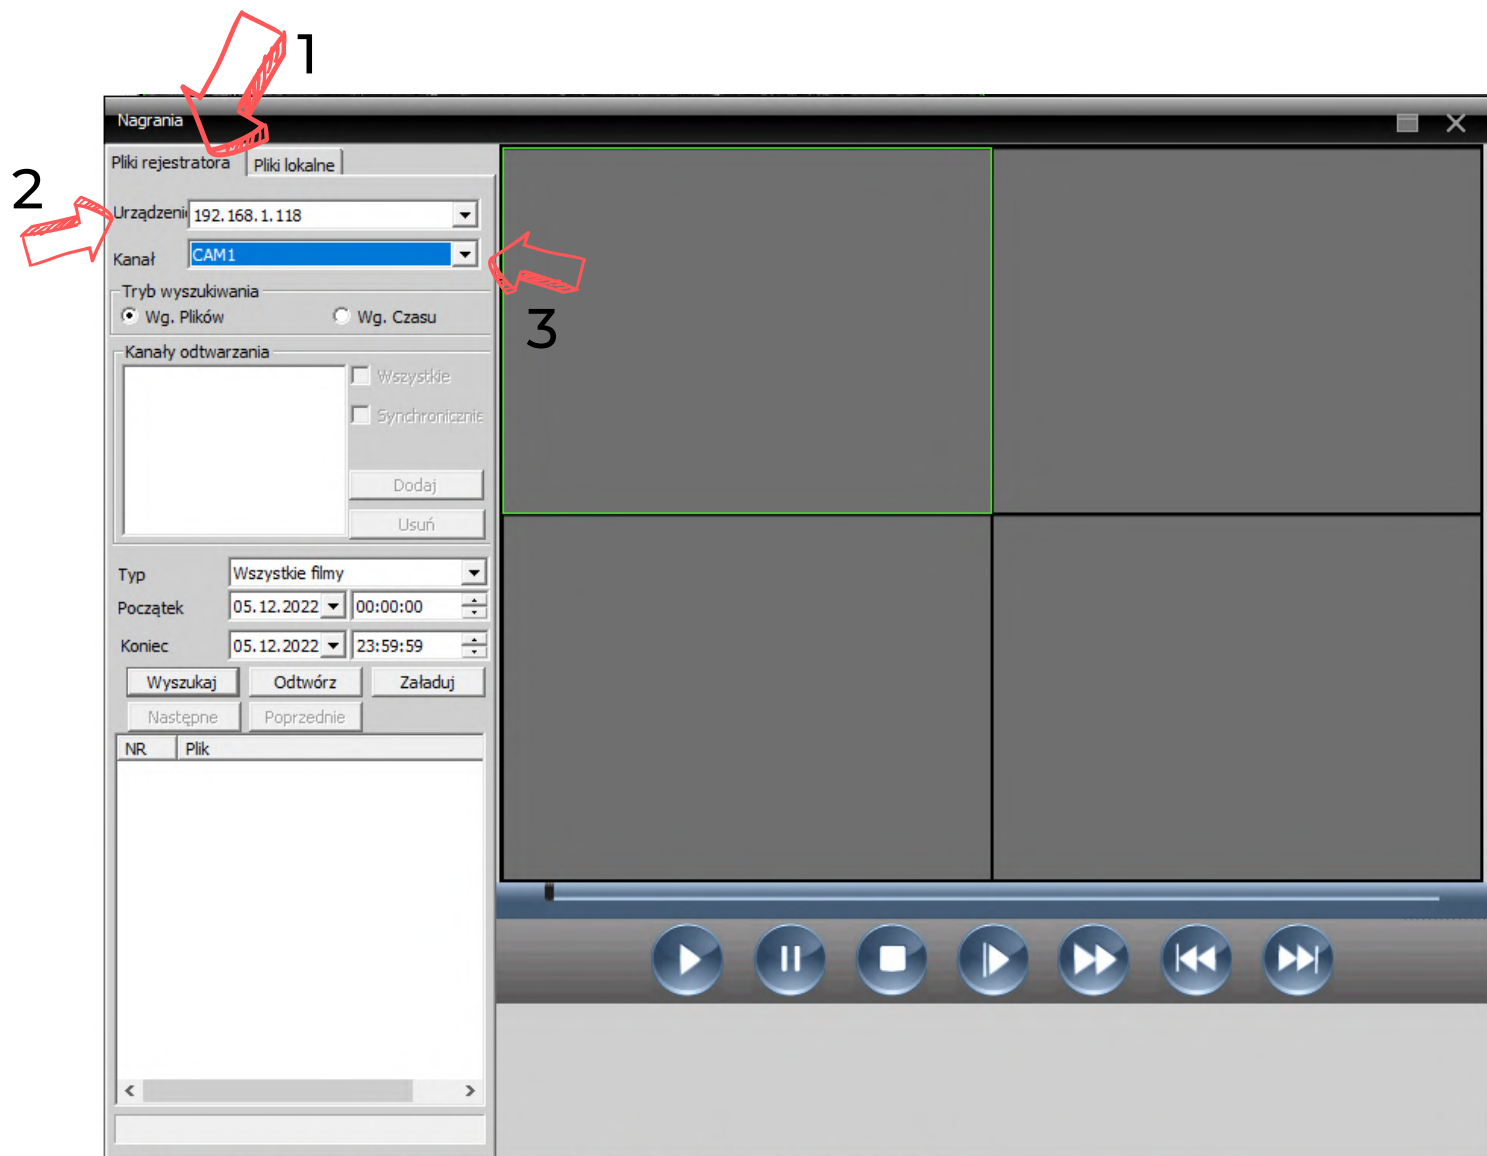 1
Nagrania
Pliki rejestratora Pliki lokalne
2
Urządzeni 192.168.1.118
Kanał CAM1
3
Tryb wyszukiwania
Wg. Plików Wg. Czasu
Kanały odtwarzania
Wszystkie
Synchronicznie
Dodaj
Usuń
Typ Wszystkie filmy
Początek 05.12.2022 00:00:00
Koniec 05.12.2022 23:59:59
Wyszukaj Odtwórz Załaduj
Następne Poprzednie
NR Plik